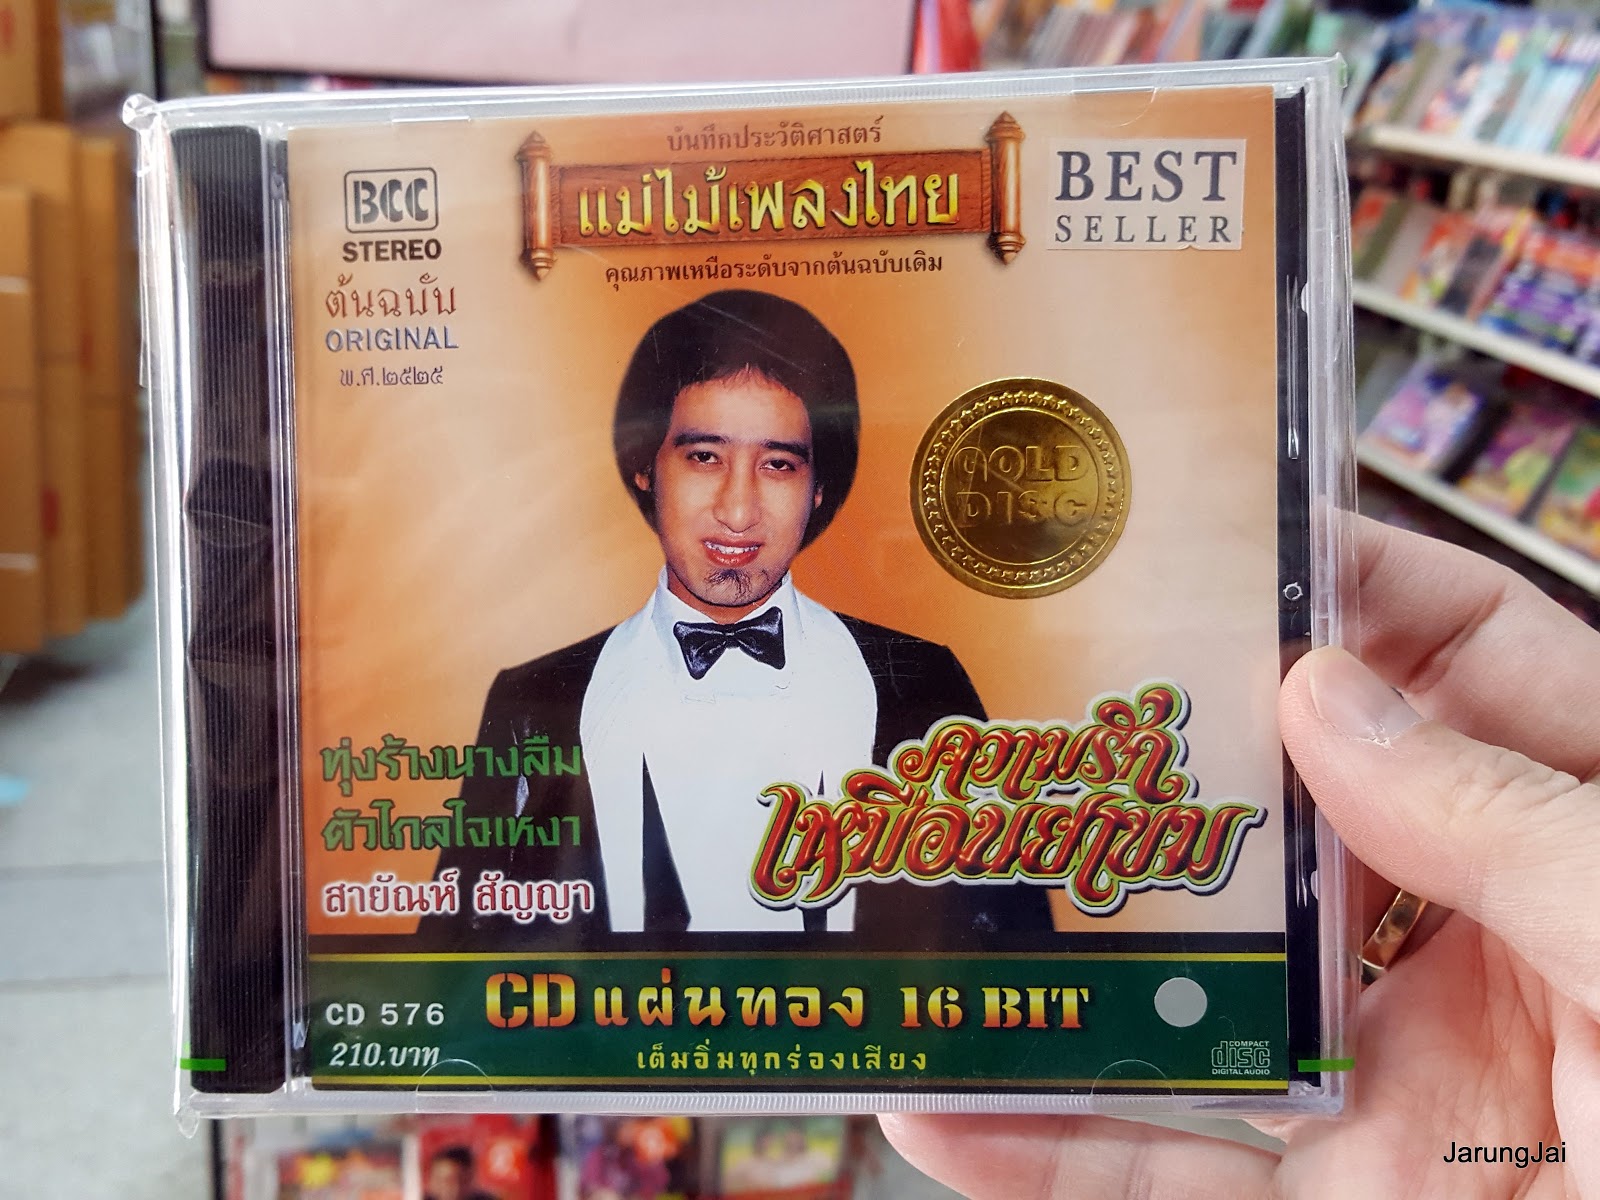 บันทึกประวัติศาสตร์
แม่ไม้เพลงไทย
คุณภาพเหนือระดับจากต้นฉบับเดิม
BCC
STEREO
ต้นฉบับ
ORIGINAL
พ.ศ.๒๕๒๕
BEST
SELLER
GOLD
DISC
ทุ่งร้างนางลืม
ตัวไกลใจเหงา
สายัณห์ สัญญา
ความรัก
เหมือนยาขม
CD 576
210.บาท
CD แผ่นทอง 16 BIT
เต็มอิ่มทุกร่องเสียง
COMPACT
disc
DIGITAL AUDIO
JarungJai